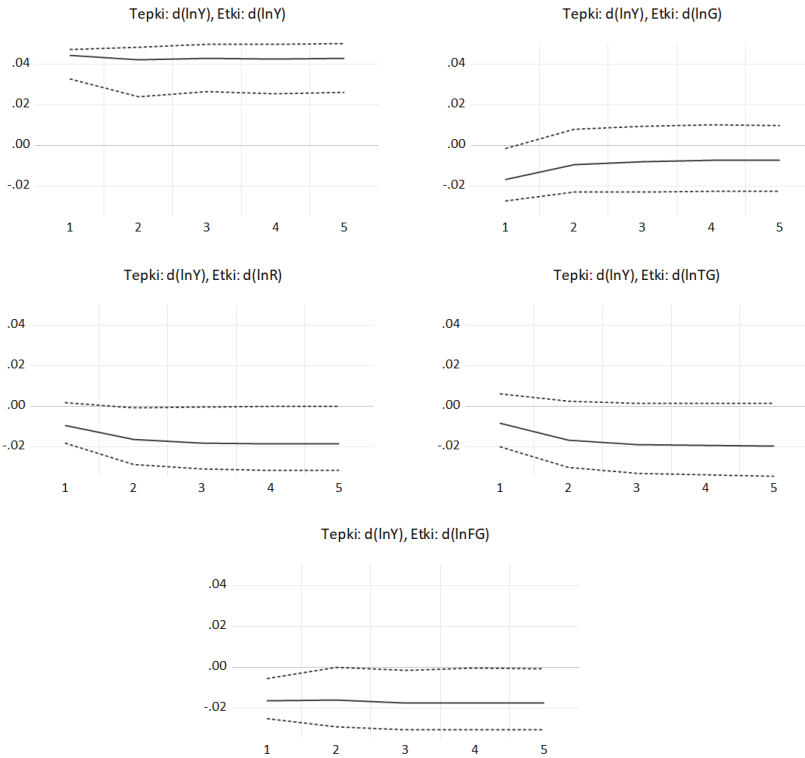 Tepki: d(lnY), Etki: d(lnY)
.04
.02
.00
-.02
1 2 3 4 5
Tepki: d(lnY), Etki: d(lnG)
.04
.02
.00
-.02
1 2 3 4 5
Tepki: d(lnY), Etki: d(lnR)
.04
.02
.00
-.02
1 2 3 4 5
Tepki: d(lnY), Etki: d(lnTG)
.04
.02
.00
-.02
1 2 3 4 5
Tepki: d(lnY), Etki: d(lnFG)
.04
.02
.00
-.02
1 2 3 4 5